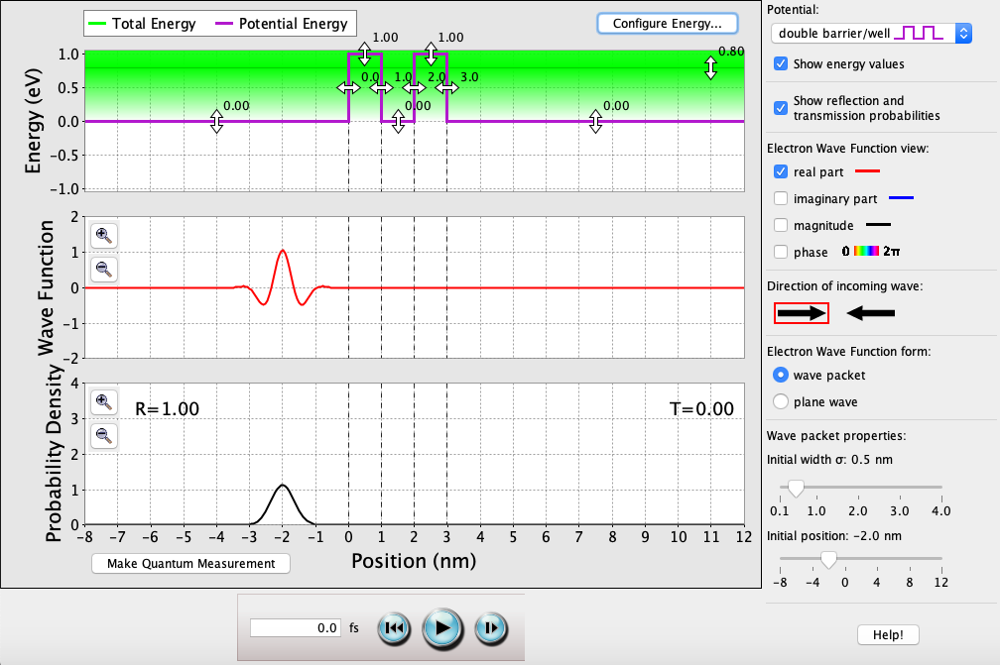 Total Energy   Potential Energy
Configure Energy...
Energy (eV)
1.0
0.5
0.0
−0.5
−1.0
1.00   1.00
0.80
0.0   1.0   2.0   3.0
0.00   0.00   0.00
Wave Function
2
1
0
−1
−2
Probability Density
4
3
2
1
0
R=1.00   T=0.00
-8 -7 -6 -5 -4 -3 -2 -1 0 1 2 3 4 5 6 7 8 9 10 11 12
Position (nm)
Make Quantum Measurement
0.0 fs
Potential:
double barrier/well
Show energy values
Show reflection and
transmission probabilities
Electron Wave Function view:
real part
imaginary part
magnitude
phase 0 2π
Direction of incoming wave:
Electron Wave Function form:
wave packet
plane wave
Wave packet properties:
Initial width σ: 0.5 nm
0.1 1.0 2.0 3.0 4.0
Initial position: -2.0 nm
-8 -4 0 4 8 12
Help!